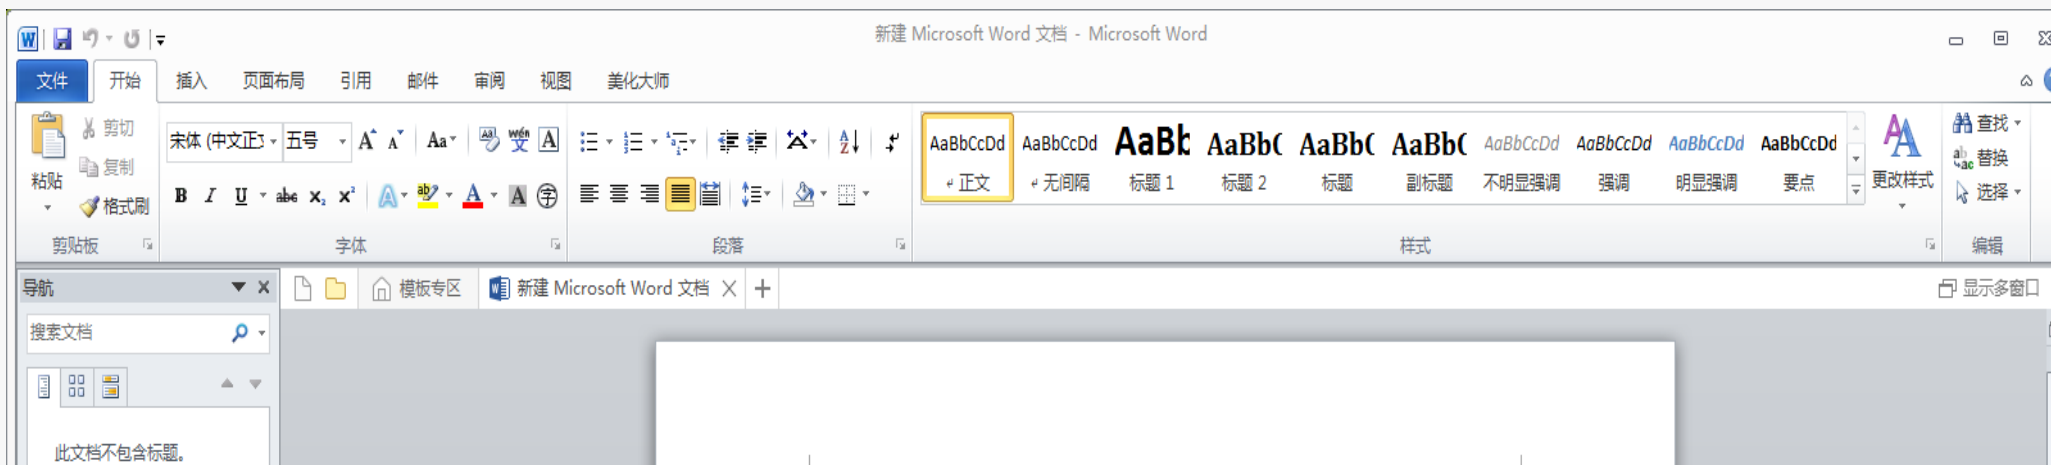 新建 Microsoft Word 文档 - Microsoft Word
文件 开始 插入 页面布局 引用 邮件 审阅 视图 美化大师
剪切
复制
格式刷
粘贴
剪贴板
宋体 (中文正 五号
字体
段落
AaBbCcDd AaBbCcDd AaBb AaBbC AaBbC AaBbC AaBbCcDd AaBbCcDd AaBbCcDd AaBbCcDd
正文 无间隔 标题 1 标题 2 标题 副标题 不明显强调 强调 明显强调 要点
更改样式
样式
查找
替换
选择
编辑
导航
模板专区 新建 Microsoft Word 文档 显示多窗口
搜索文档
此文档不包含标题。